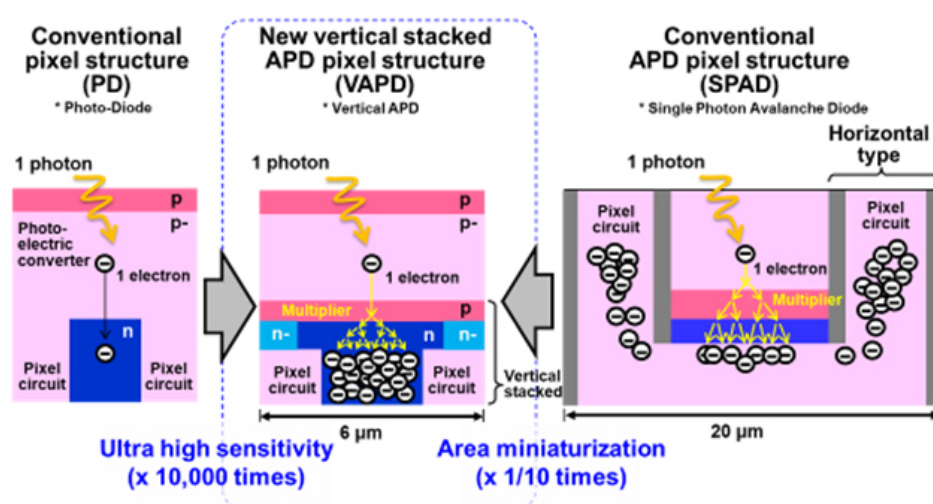 Conventional
pixel structure
(PD)
* Photo-Diode
1 photon
p
p-
Photo-
electric
converter
1 electron
n
Pixel
circuit
Pixel
circuit
New vertical stacked
APD pixel structure
(VAPD)
* Vertical APD
1 photon
p
p-
1 electron
Multiplier
p
n-
n
n-
Pixel
circuit
Pixel
circuit
Vertical
stacked
6 μm
Conventional
APD pixel structure
(SPAD)
* Single Photon Avalanche Diode
Horizontal
type
1 photon
Pixel
circuit
Pixel
circuit
1 electron
Multiplier
20 μm
Ultra high sensitivity
(x 10,000 times)
Area miniaturization
(x 1/10 times)